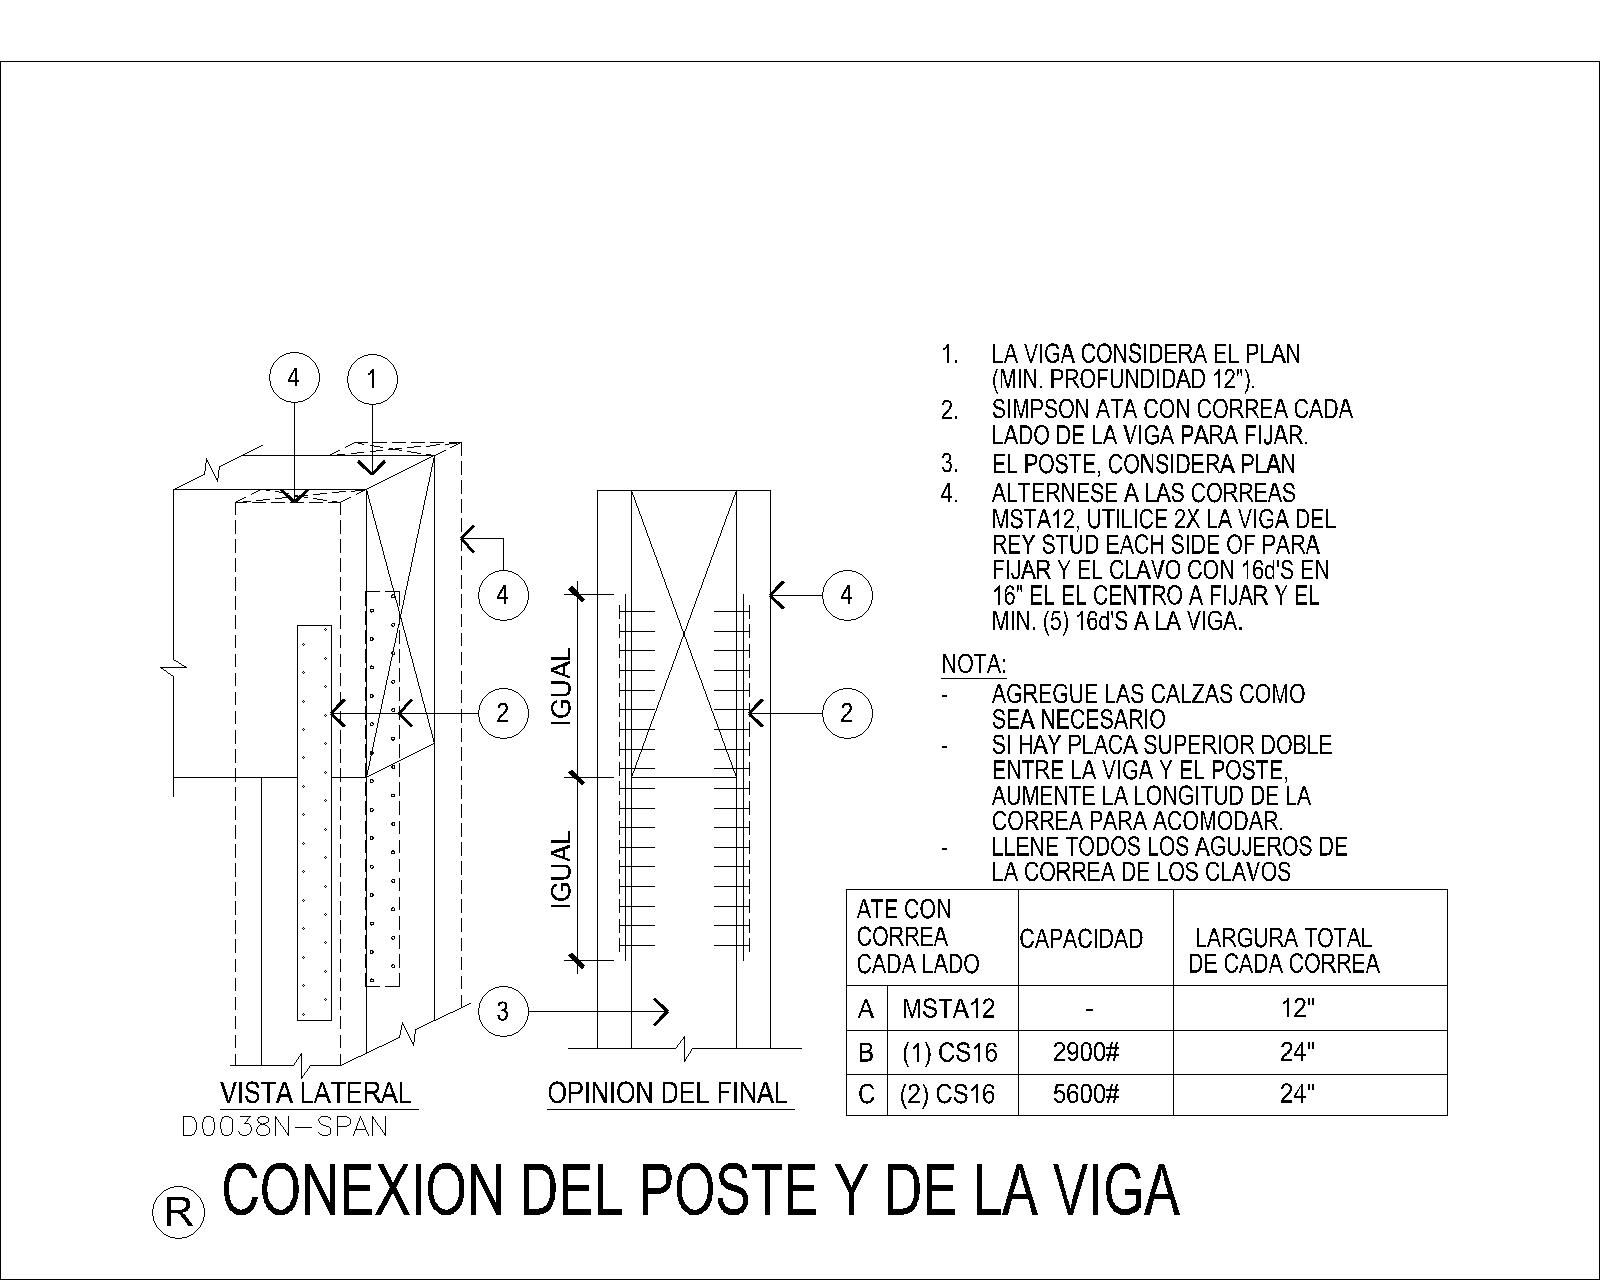 4
1
4
2
3
IGUAL
IGUAL
4
2
1. LA VIGA CONSIDERA EL PLAN
(MIN. PROFUNDIDAD 12").
2. SIMPSON ATA CON CORREA CADA
LADO DE LA VIGA PARA FIJAR.
3. EL POSTE, CONSIDERA PLAN
4. ALTERNESE A LAS CORREAS
MSTA12, UTILICE 2X LA VIGA DEL
REY STUD EACH SIDE OF PARA
FIJAR Y EL CLAVO CON 16d'S EN
16" EL EL CENTRO A FIJAR Y EL
MIN. (5) 16d'S A LA VIGA.
NOTA:
- AGREGUE LAS CALZAS COMO
SEA NECESARIO
- SI HAY PLACA SUPERIOR DOBLE
ENTRE LA VIGA Y EL POSTE,
AUMENTE LA LONGITUD DE LA
CORREA PARA ACOMODAR.
- LLENE TODOS LOS AGUJEROS DE
LA CORREA DE LOS CLAVOS
ATE CON
CORREA
CADA LADO
CAPACIDAD
LARGURA TOTAL
DE CADA CORREA
A MSTA12 - 12"
B (1) CS16 2900# 24"
C (2) CS16 5600# 24"
VISTA LATERAL
OPINION DEL FINAL
D0038N-SPAN
R CONEXION DEL POSTE Y DE LA VIGA